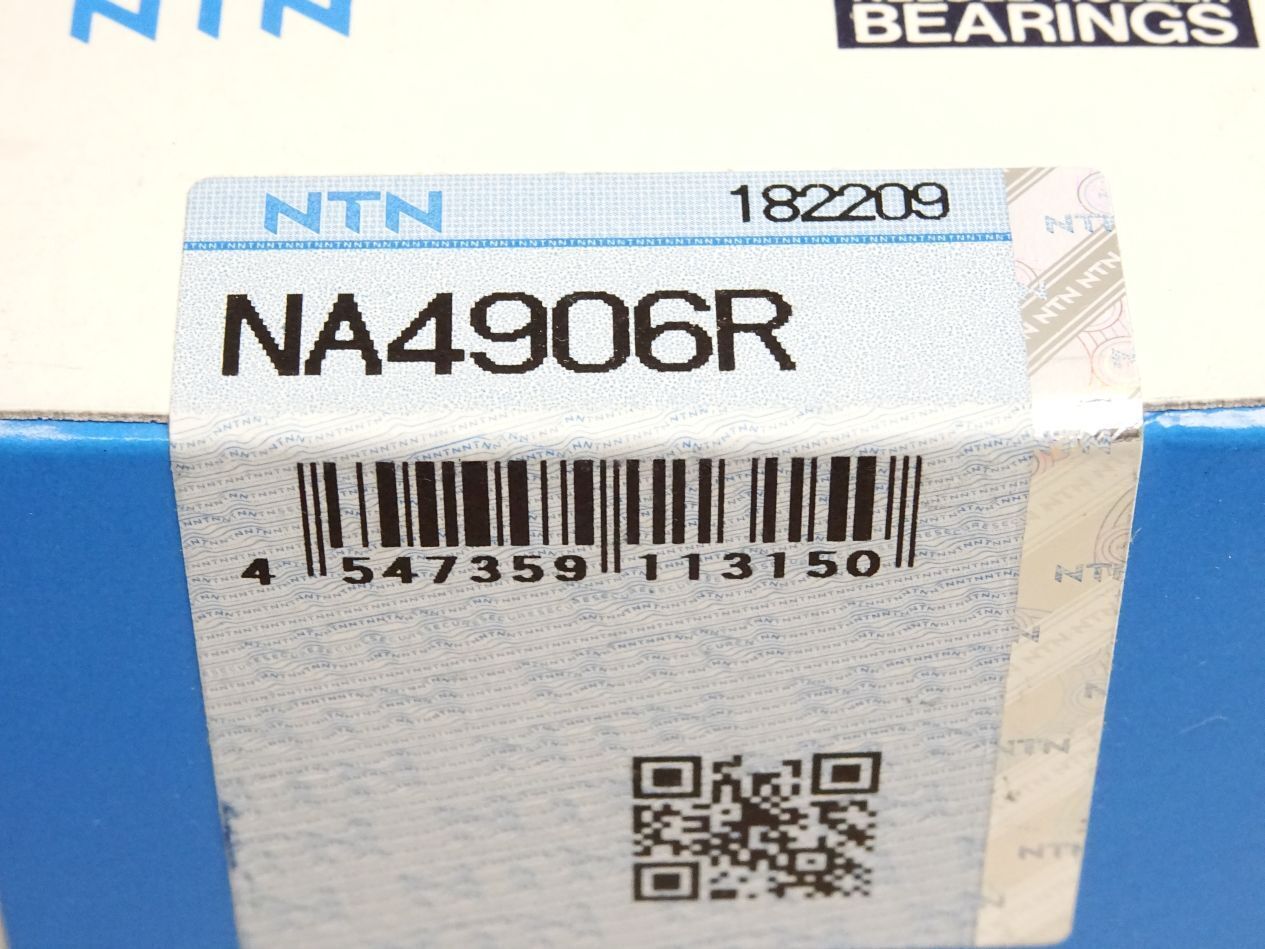 NTN
BEARINGS
NTN 182209
NA4906R
4 547359 113150